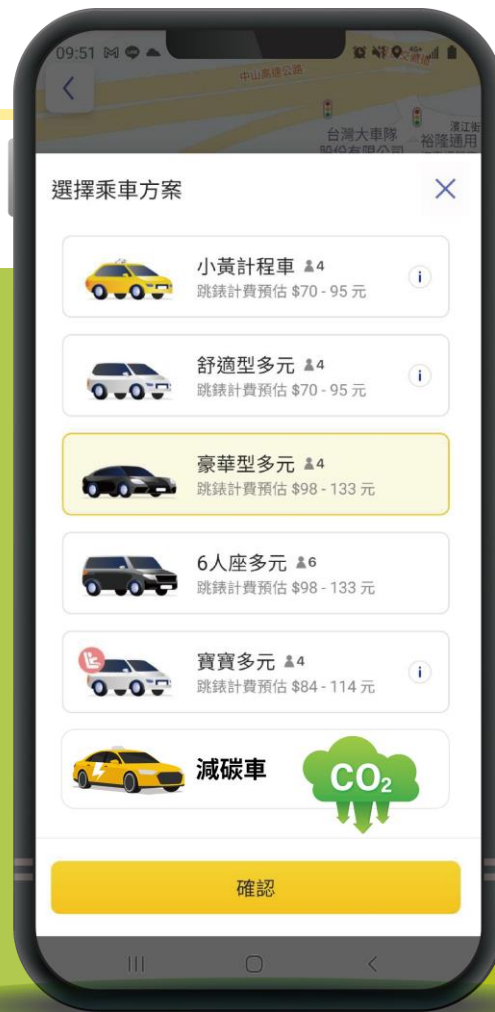 09:51
中山高速公路
濱江街
台灣大車隊
裕隆通用
股份有限公司
選擇乘車方案
小黃計程車 4
跳錶計費預估 $70 - 95 元
舒適型多元 4
跳錶計費預估 $70 - 95 元
豪華型多元 4
跳錶計費預估 $98 - 133 元
6人座多元 6
跳錶計費預估 $98 - 133 元
寶寶多元 4
跳錶計費預估 $84 - 114 元
減碳車
CO₂
確認